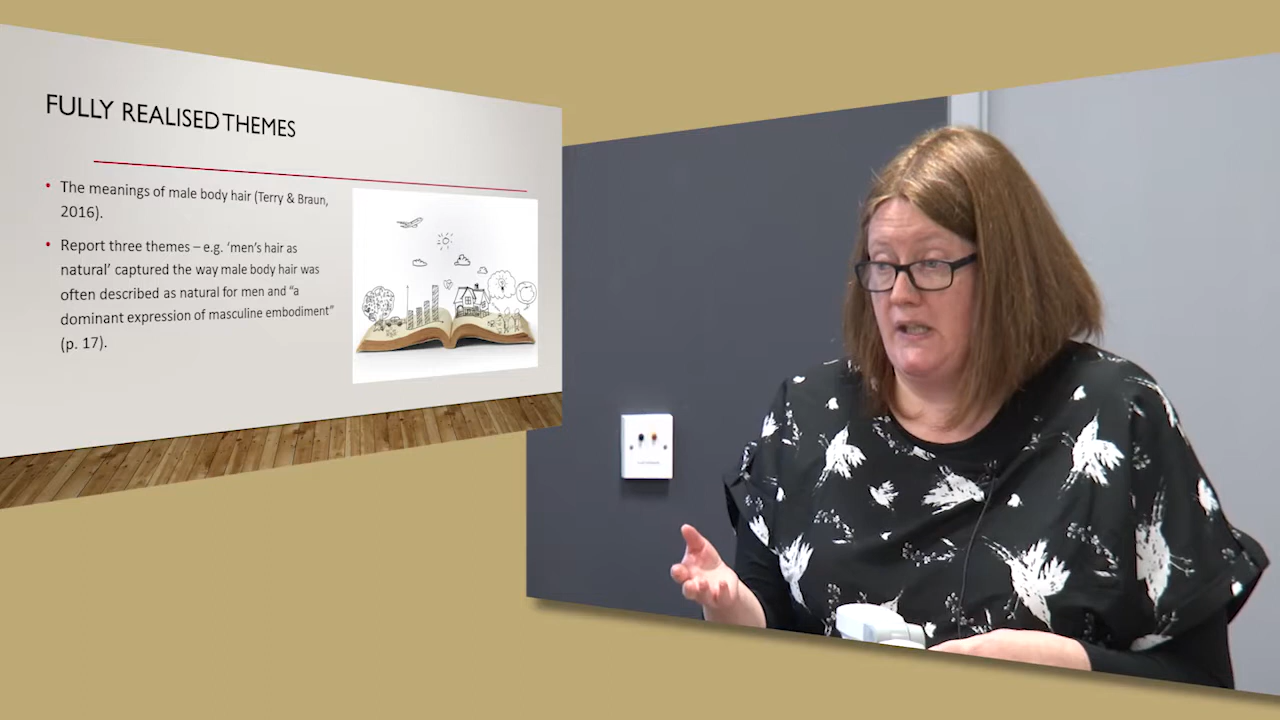 FULLY REALISED THEMES
• The meanings of male body hair (Terry & Braun,
2016).
• Report three themes – e.g. ‘men’s hair as
natural’ captured the way male body hair was
often described as natural for men and “a
dominant expression of masculine embodiment”
(p. 17).